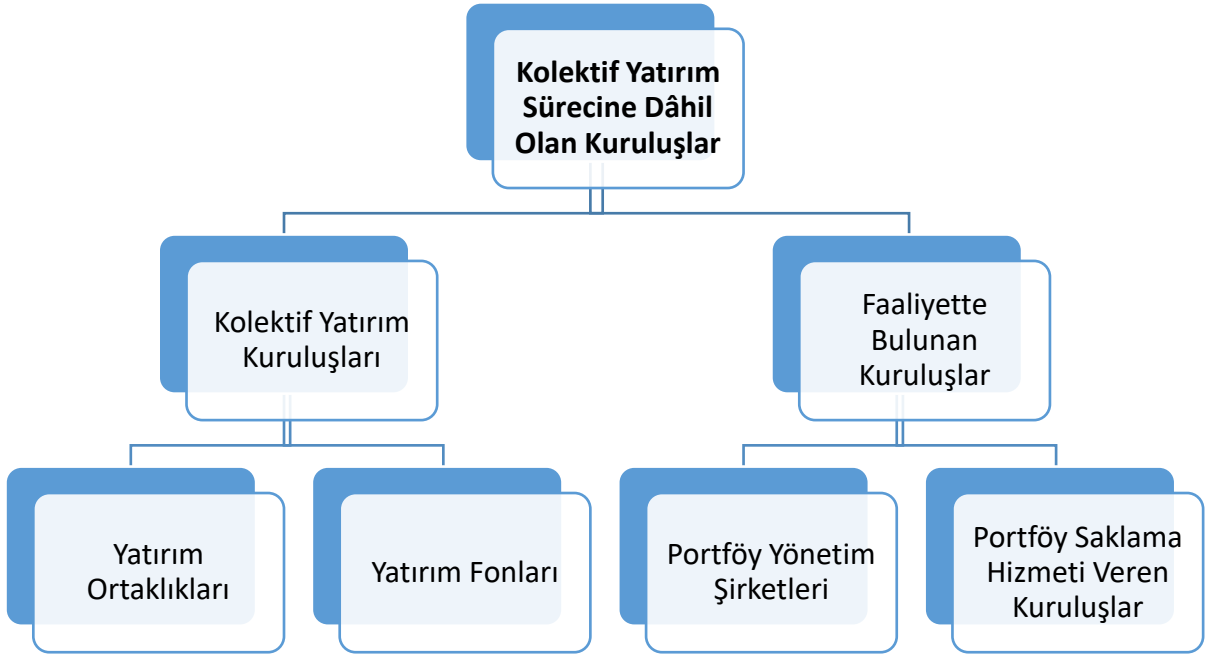 Kolektif Yatırım
Sürecine Dâhil
Olan Kuruluşlar
Kolektif Yatırım
Kuruluşları
Faaliyette
Bulunan
Kuruluşlar
Yatırım
Ortaklıkları
Yatırım Fonları
Portföy Yönetim
Şirketleri
Portföy Saklama
Hizmeti Veren
Kuruluşlar